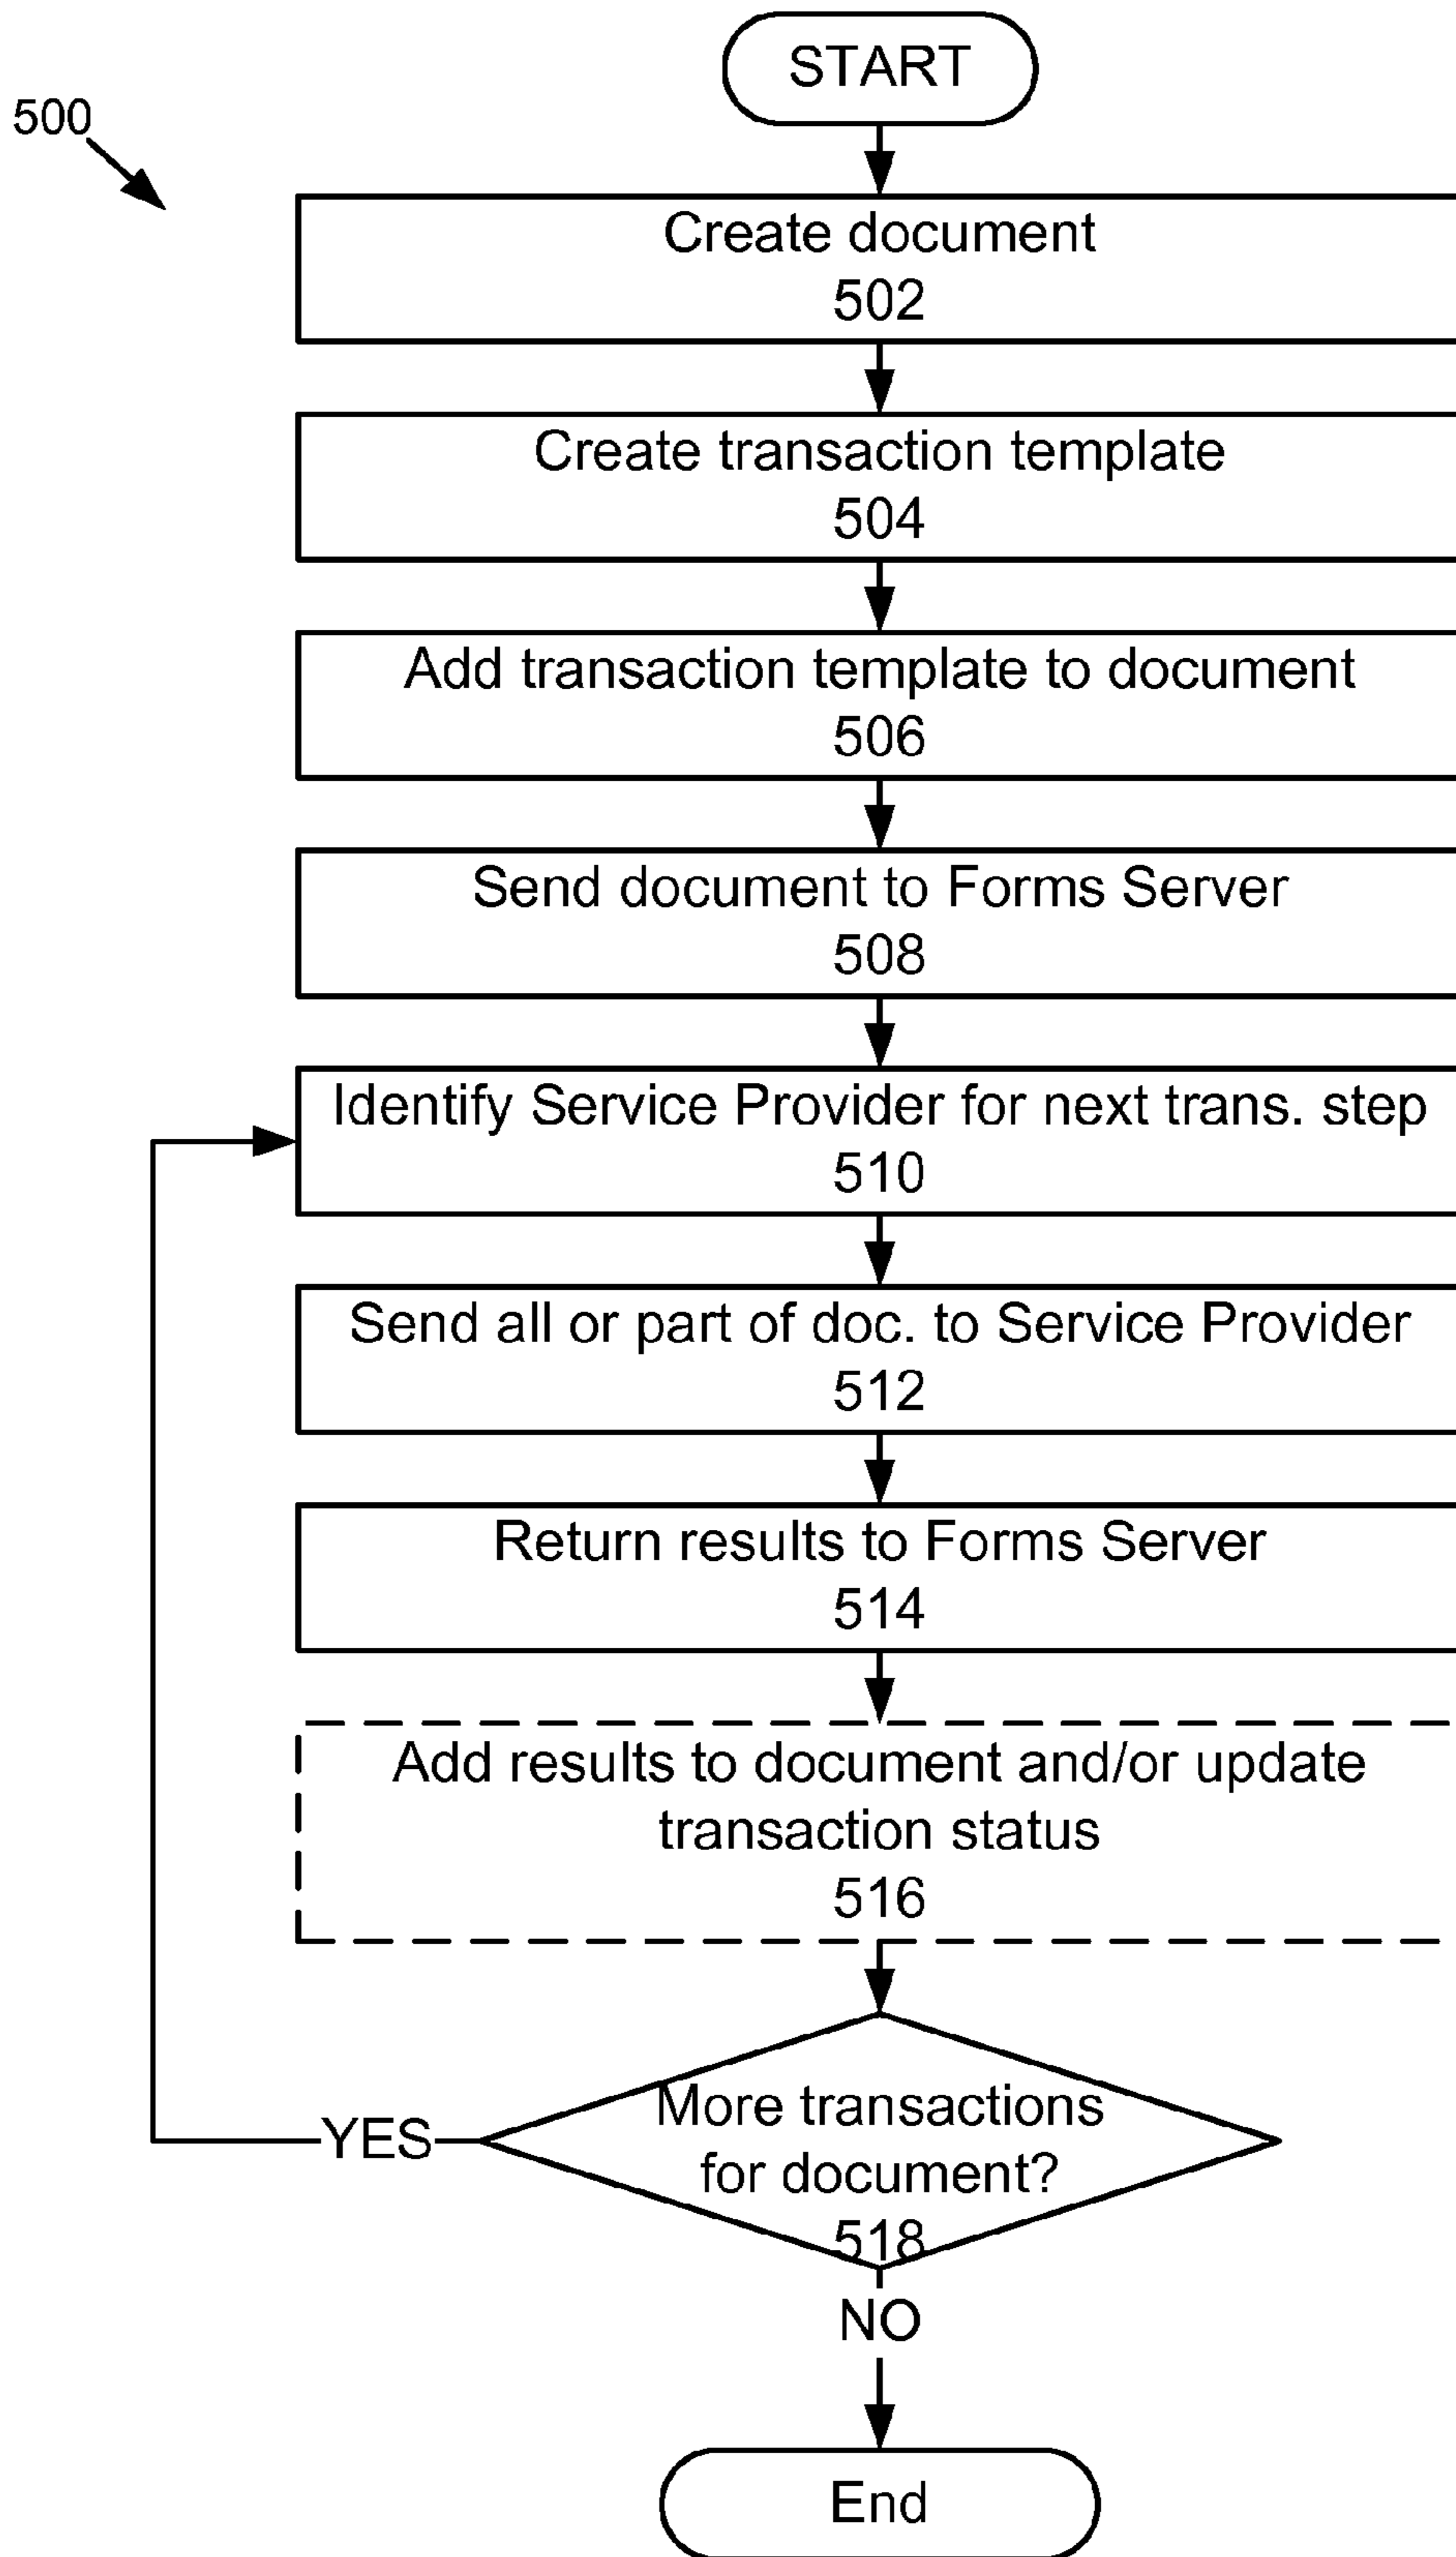 START
500
Create document
502
Create transaction template
504
Add transaction template to document
506
Send document to Forms Server
508
Identify Service Provider for next trans. step
510
Send all or part of doc. to Service Provider
512
Return results to Forms Server
514
Add results to document and/or update
transaction status
516
More transactions
for document?
518
YES
NO
End